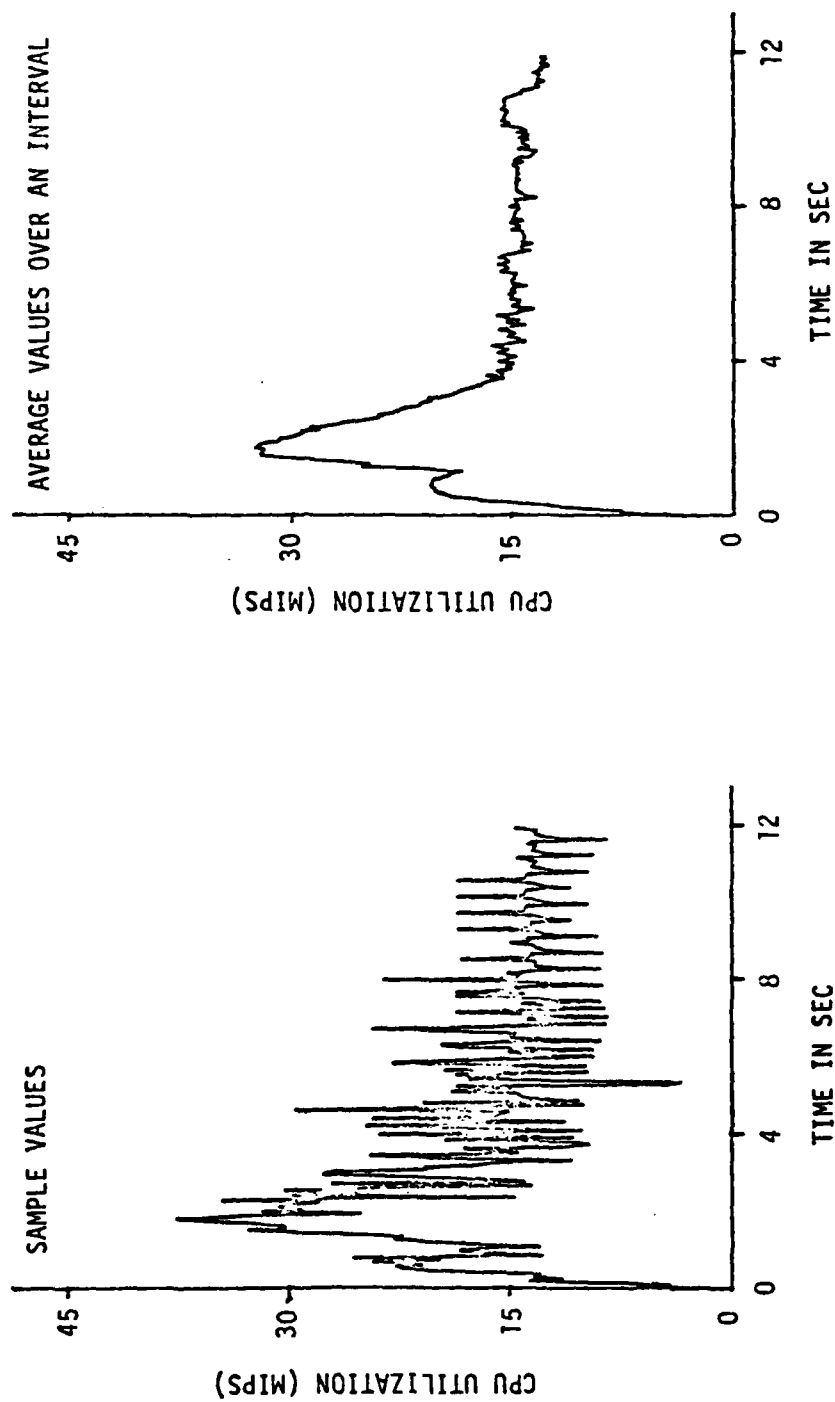 SAMPLE VALUES
CPU UTILIZATION (MIPS)
45
30
15
0
0
4
8
12
TIME IN SEC
AVERAGE VALUES OVER AN INTERVAL
CPU UTILIZATION (MIPS)
45
30
15
0
0
4
8
12
TIME IN SEC